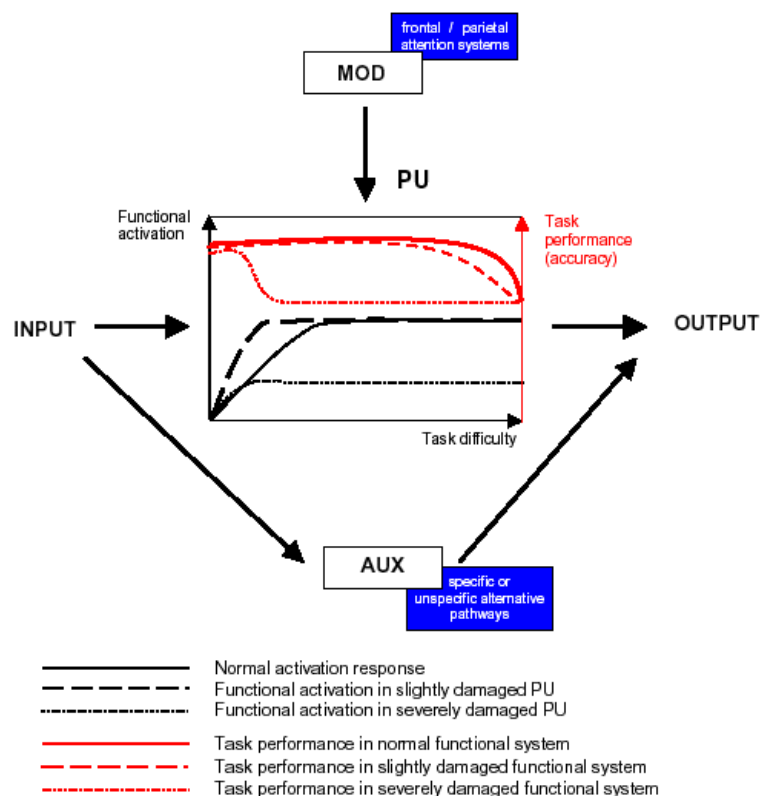 frontal / parietal
attention systems
MOD
PU
Functional
activation
Task
performance
(accuracy)
INPUT
OUTPUT
Task difficulty
AUX
specific or
unspecific alternative
pathways
Normal activation response
Functional activation in slightly damaged PU
Functional activation in severely damaged PU
Task performance in normal functional system
Task performance in slightly damaged functional system
Task performance in severely damaged functional system